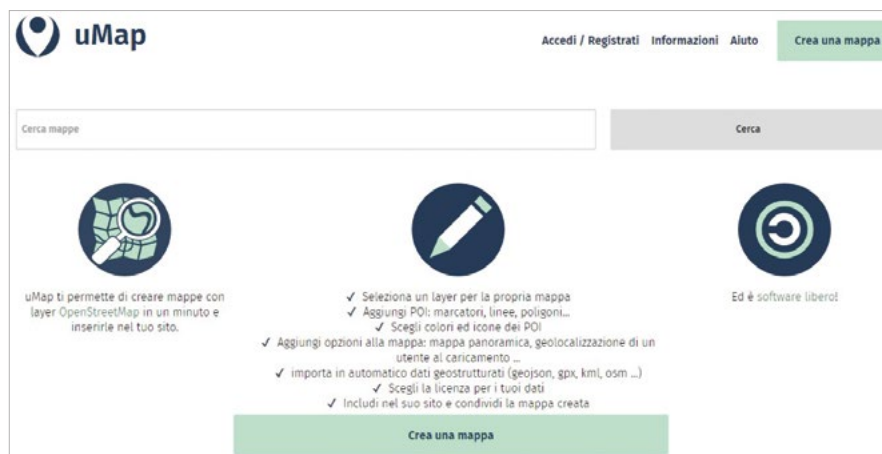 uMap
Accedi / Registrati Informazioni Aiuto Crea una mappa
Cerca mappe
Cerca
uMap ti permette di creare mappe con
layer OpenStreetMap in un minuto e
inserirle nel tuo sito.
✓ Seleziona un layer per la propria mappa
✓ Aggiungi POI: marcatori, linee, poligoni...
✓ Scegli colori ed icone dei POI
✓ Aggiungi opzioni alla mappa: mappa panoramica, geolocalizzazione di un
utente al caricamento ...
✓ importa in automatico dati geostrutturati (geojson, gpx, kml, osm ...)
✓ Scegli la licenza per i tuoi dati
✓ Includi nel suo sito e condividi la mappa creata
Ed è software libero!
Crea una mappa